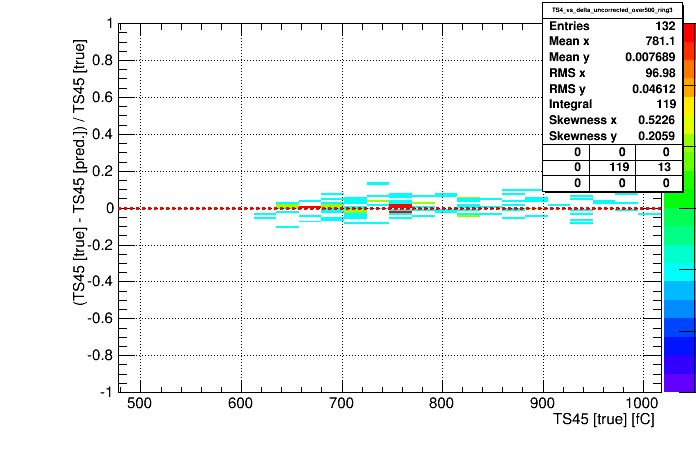 TS4_vs_delta_uncorrected_over500_ring3
Entries 132
Mean x 781.1
Mean y 0.007689
RMS x 96.98
RMS y 0.04612
Integral 119
Skewness x 0.5226
Skewness y 0.2059
0 0 0
0 119 13
0 0 0
(TS45 [true] - TS45 [pred.]) / TS45 [true]
1
0.8
0.6
0.4
0.2
0
-0.2
-0.4
-0.6
-0.8
-1
500 600 700 800 900 1000
TS45 [true] [fC]